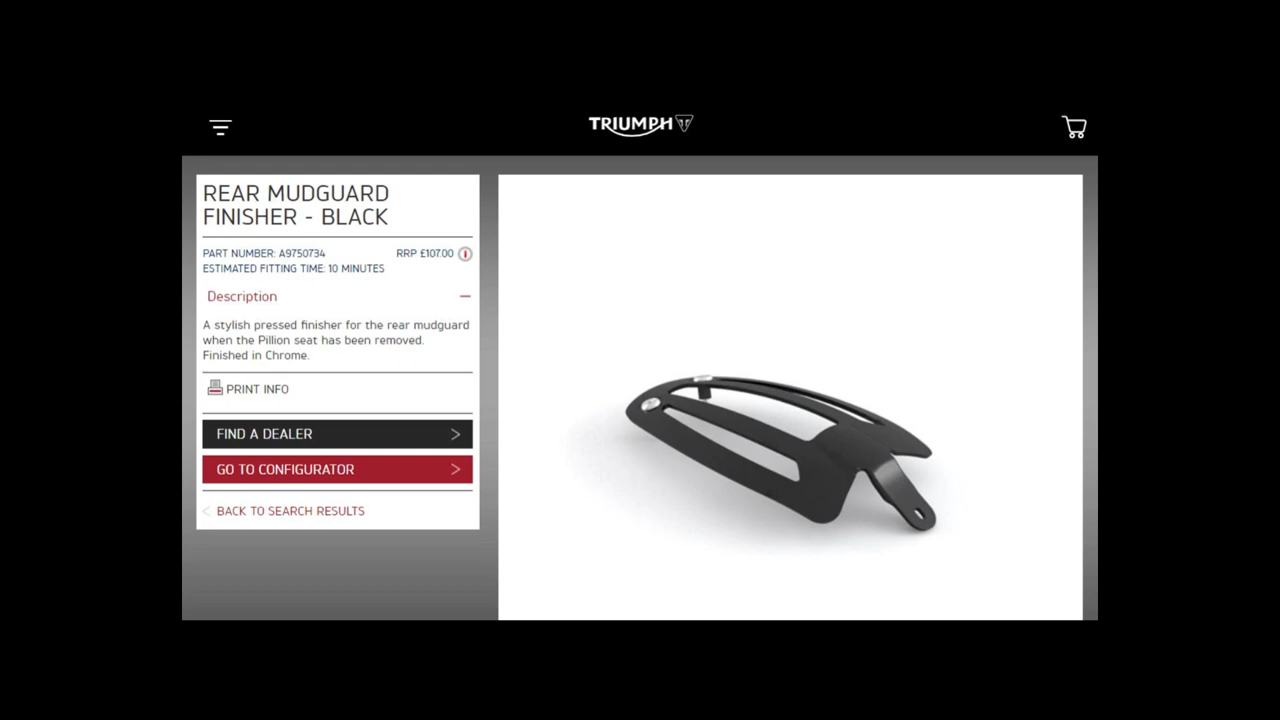 TRIUMPH
REAR MUDGUARD
FINISHER - BLACK
PART NUMBER: A9750734
RRP £107.00
ESTIMATED FITTING TIME: 10 MINUTES
Description
A stylish pressed finisher for the rear mudguard
when the Pillion seat has been removed.
Finished in Chrome.
PRINT INFO
FIND A DEALER
GO TO CONFIGURATOR
BACK TO SEARCH RESULTS